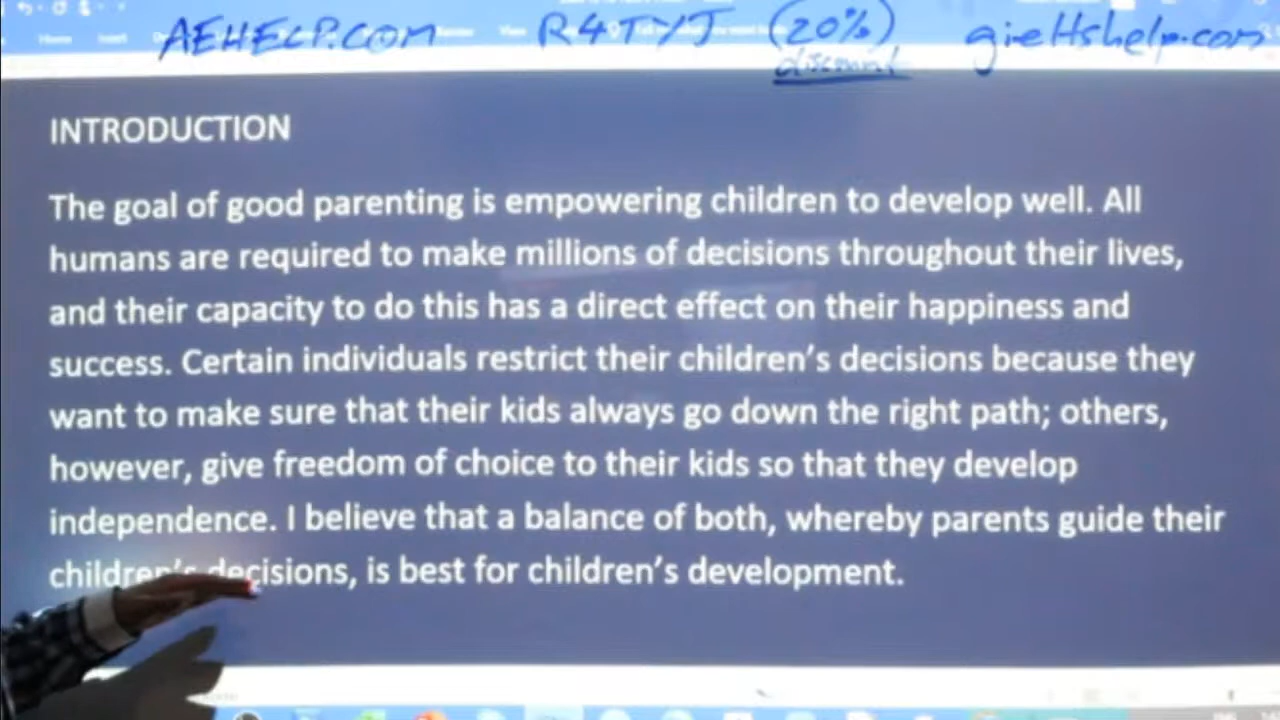 AEHELP.COM R4TYJ (20%) gieltshelp.com
discount
Home Insert View
INTRODUCTION
The goal of good parenting is empowering children to develop well. All
humans are required to make millions of decisions throughout their lives,
and their capacity to do this has a direct effect on their happiness and
success. Certain individuals restrict their children's decisions because they
want to make sure that their kids always go down the right path; others,
however, give freedom of choice to their kids so that they develop
independence. I believe that a balance of both, whereby parents guide their
children's decisions, is best for children's development.